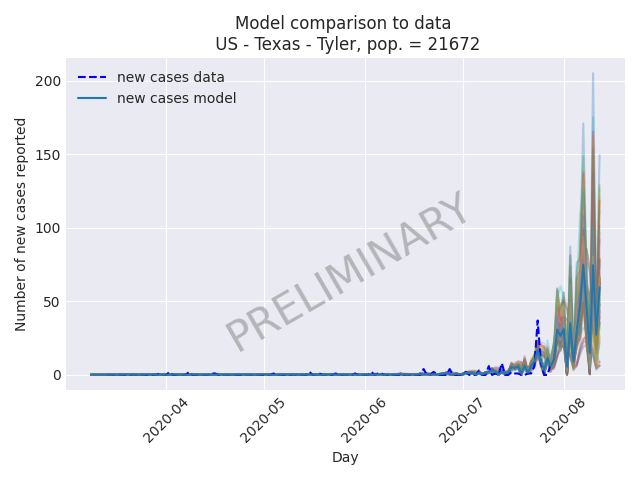 Model comparison to data
US - Texas - Tyler, pop. = 21672
new cases data
new cases model
PRELIMINARY
Number of new cases reported
200
150
100
50
0
2020-04
2020-05
2020-06
2020-07
2020-08
Day